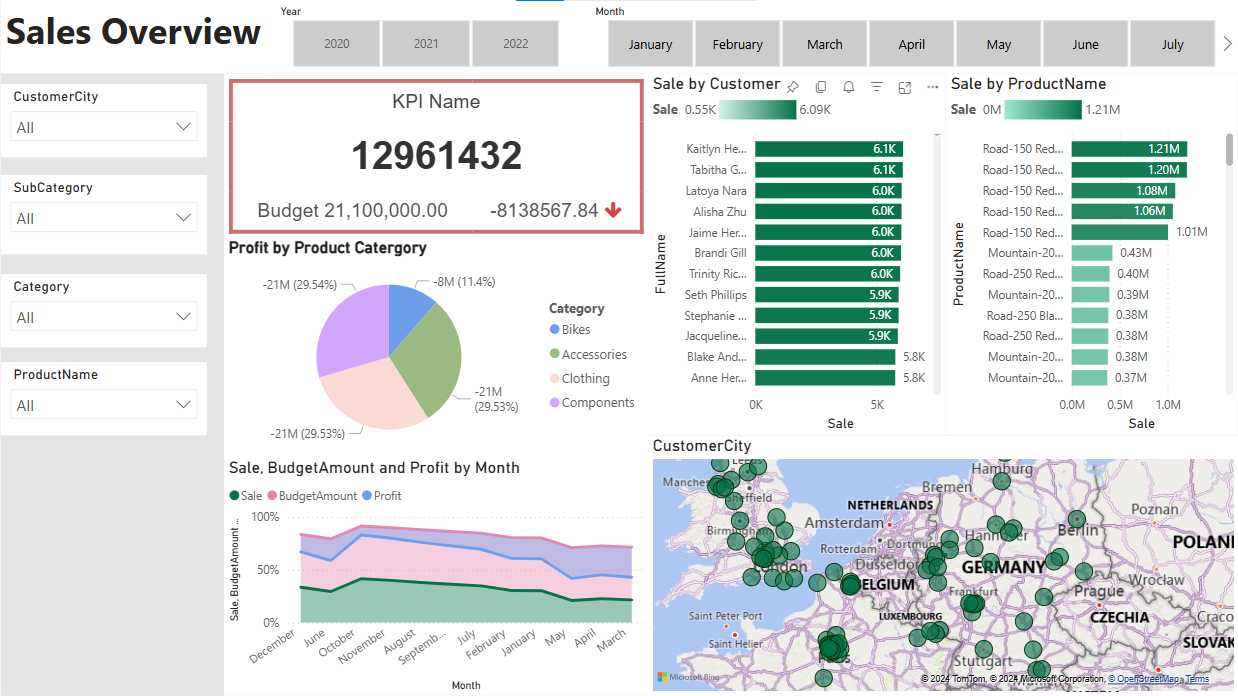 Sales Overview
Year
2020
2021
2022
Month
January
February
March
April
May
June
July
CustomerCity
All
SubCategory
All
Category
All
ProductName
All
KPI Name
12961432
Budget 21,100,000.00
-8138567.84
Profit by Product Catergory
-21M (29.54%)
-8M (11.4%)
-21M
(29.53%)
-21M (29.53%)
Category
Bikes
Accessories
Clothing
Components
Sale, BudgetAmount and Profit by Month
Sale BudgetAmount Profit
Sale, BudgetAmount ...
100%
50%
0%
December
June
October
November
August
Septemb...
July
February
January
May
April
March
Month
Sale by Customer
Sale 0.55K 6.09K
FullName
Kaitlyn He... 6.1K
Tabitha G... 6.1K
Latoya Nara 6.0K
Alisha Zhu 6.0K
Jaime Her... 6.0K
Brandi Gill 6.0K
Trinity Ric... 6.0K
Seth Phillips 5.9K
Stephanie ... 5.9K
Jacqueline... 5.9K
Blake And... 5.8K
Anne Her... 5.8K
0K 5K
Sale
Sale by ProductName
Sale 0M 1.21M
ProductName
Road-150 Red... 1.21M
Road-150 Red... 1.20M
Road-150 Red... 1.08M
Road-150 Red... 1.06M
Road-150 Red... 1.01M
Mountain-20... 0.43M
Road-250 Red... 0.40M
Mountain-20... 0.39M
Road-250 Bla... 0.38M
Road-250 Red... 0.38M
Mountain-20... 0.38M
Mountain-20... 0.37M
0.0M 0.5M 1.0M
Sale
CustomerCity
Hamburg
Bremen
Sheffield
NETHERLANDS
Amsterdam
Berlin
Poznan
Rotterdam
POLAN
GERMANY
Wrocław
Prague
LUXEMBOURG
CZECHIA
Saint Peter Port
Saint Helier
SLOVAK
Stuttgart
Microsoft Bing
© 2024 TomTom, © 2024 Microsoft Corporation, © OpenStreetMap Terms